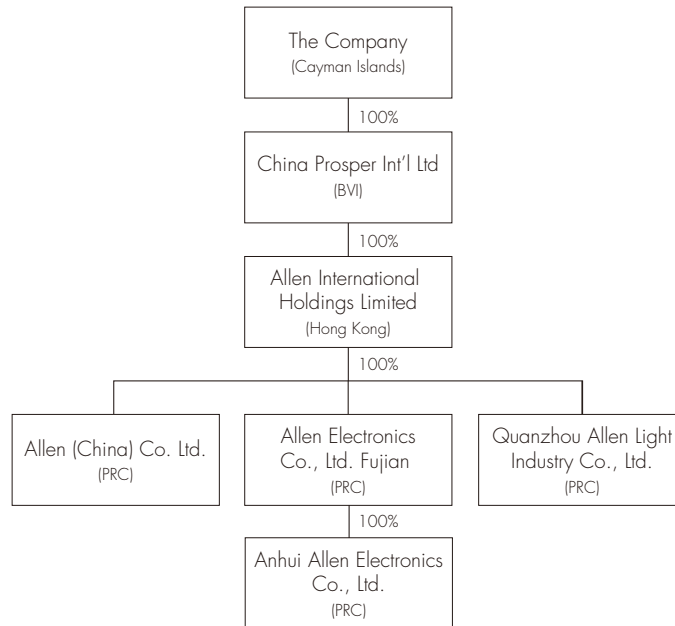 The Company
(Cayman Islands)
100%
China Prosper Int'l Ltd
(BVI)
100%
Allen International
Holdings Limited
(Hong Kong)
100%
Allen (China) Co. Ltd.
(PRC)
Allen Electronics
Co., Ltd. Fujian
(PRC)
Quanzhou Allen Light
Industry Co., Ltd.
(PRC)
100%
Anhui Allen Electronics
Co., Ltd.
(PRC)